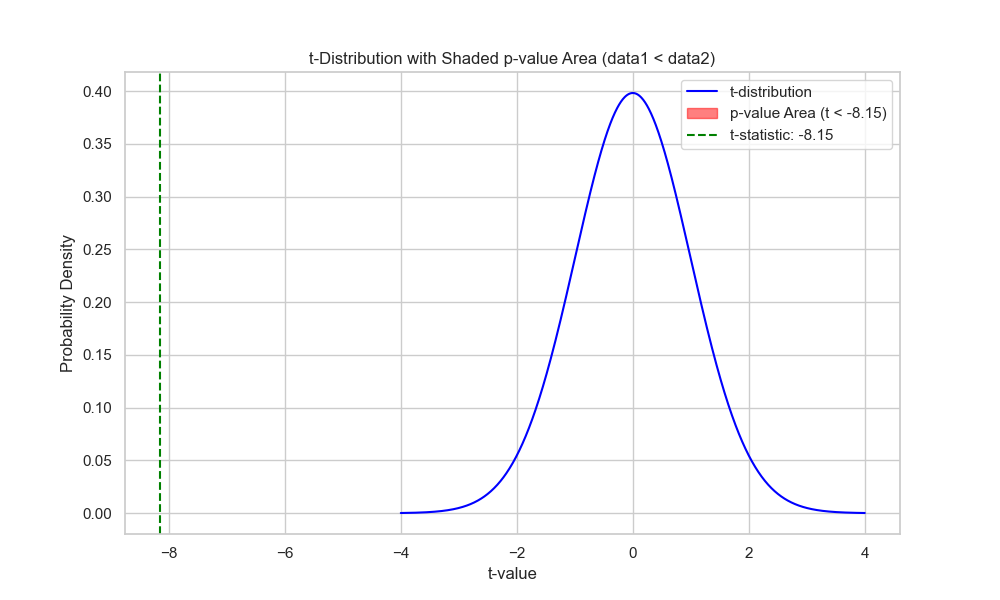 t-Distribution with Shaded p-value Area (data1 < data2)
t-distribution
p-value Area (t < -8.15)
t-statistic: -8.15
Probability Density
0.40
0.35
0.30
0.25
0.20
0.15
0.10
0.05
0.00
−8 −6 −4 −2 0 2 4
t-value